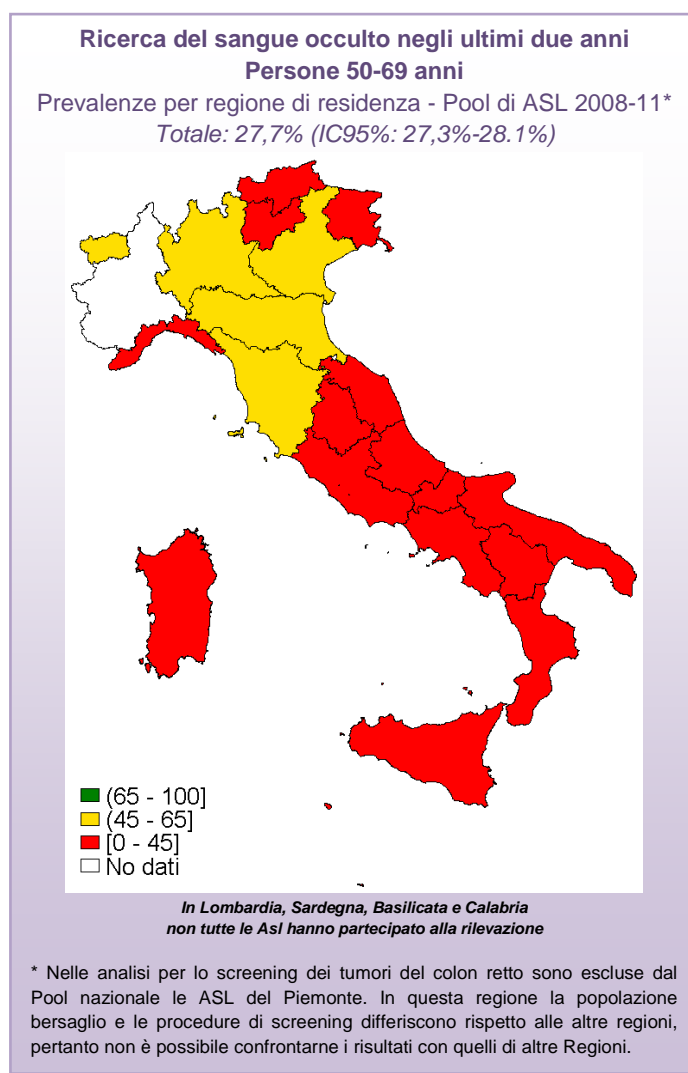 Ricerca del sangue occulto negli ultimi due anni
Persone 50-69 anni
Prevalenze per regione di residenza - Pool di ASL 2008-11*
Totale: 27,7% (IC95%: 27,3%-28.1%)
(65 - 100]
(45 - 65]
[0 - 45]
No dati
In Lombardia, Sardegna, Basilicata e Calabria
non tutte le Asl hanno partecipato alla rilevazione
* Nelle analisi per lo screening dei tumori del colon retto sono escluse dal
Pool nazionale le ASL del Piemonte. In questa regione la popolazione
bersaglio e le procedure di screening differiscono rispetto alle altre regioni,
pertanto non è possibile confrontarne i risultati con quelli di altre Regioni.